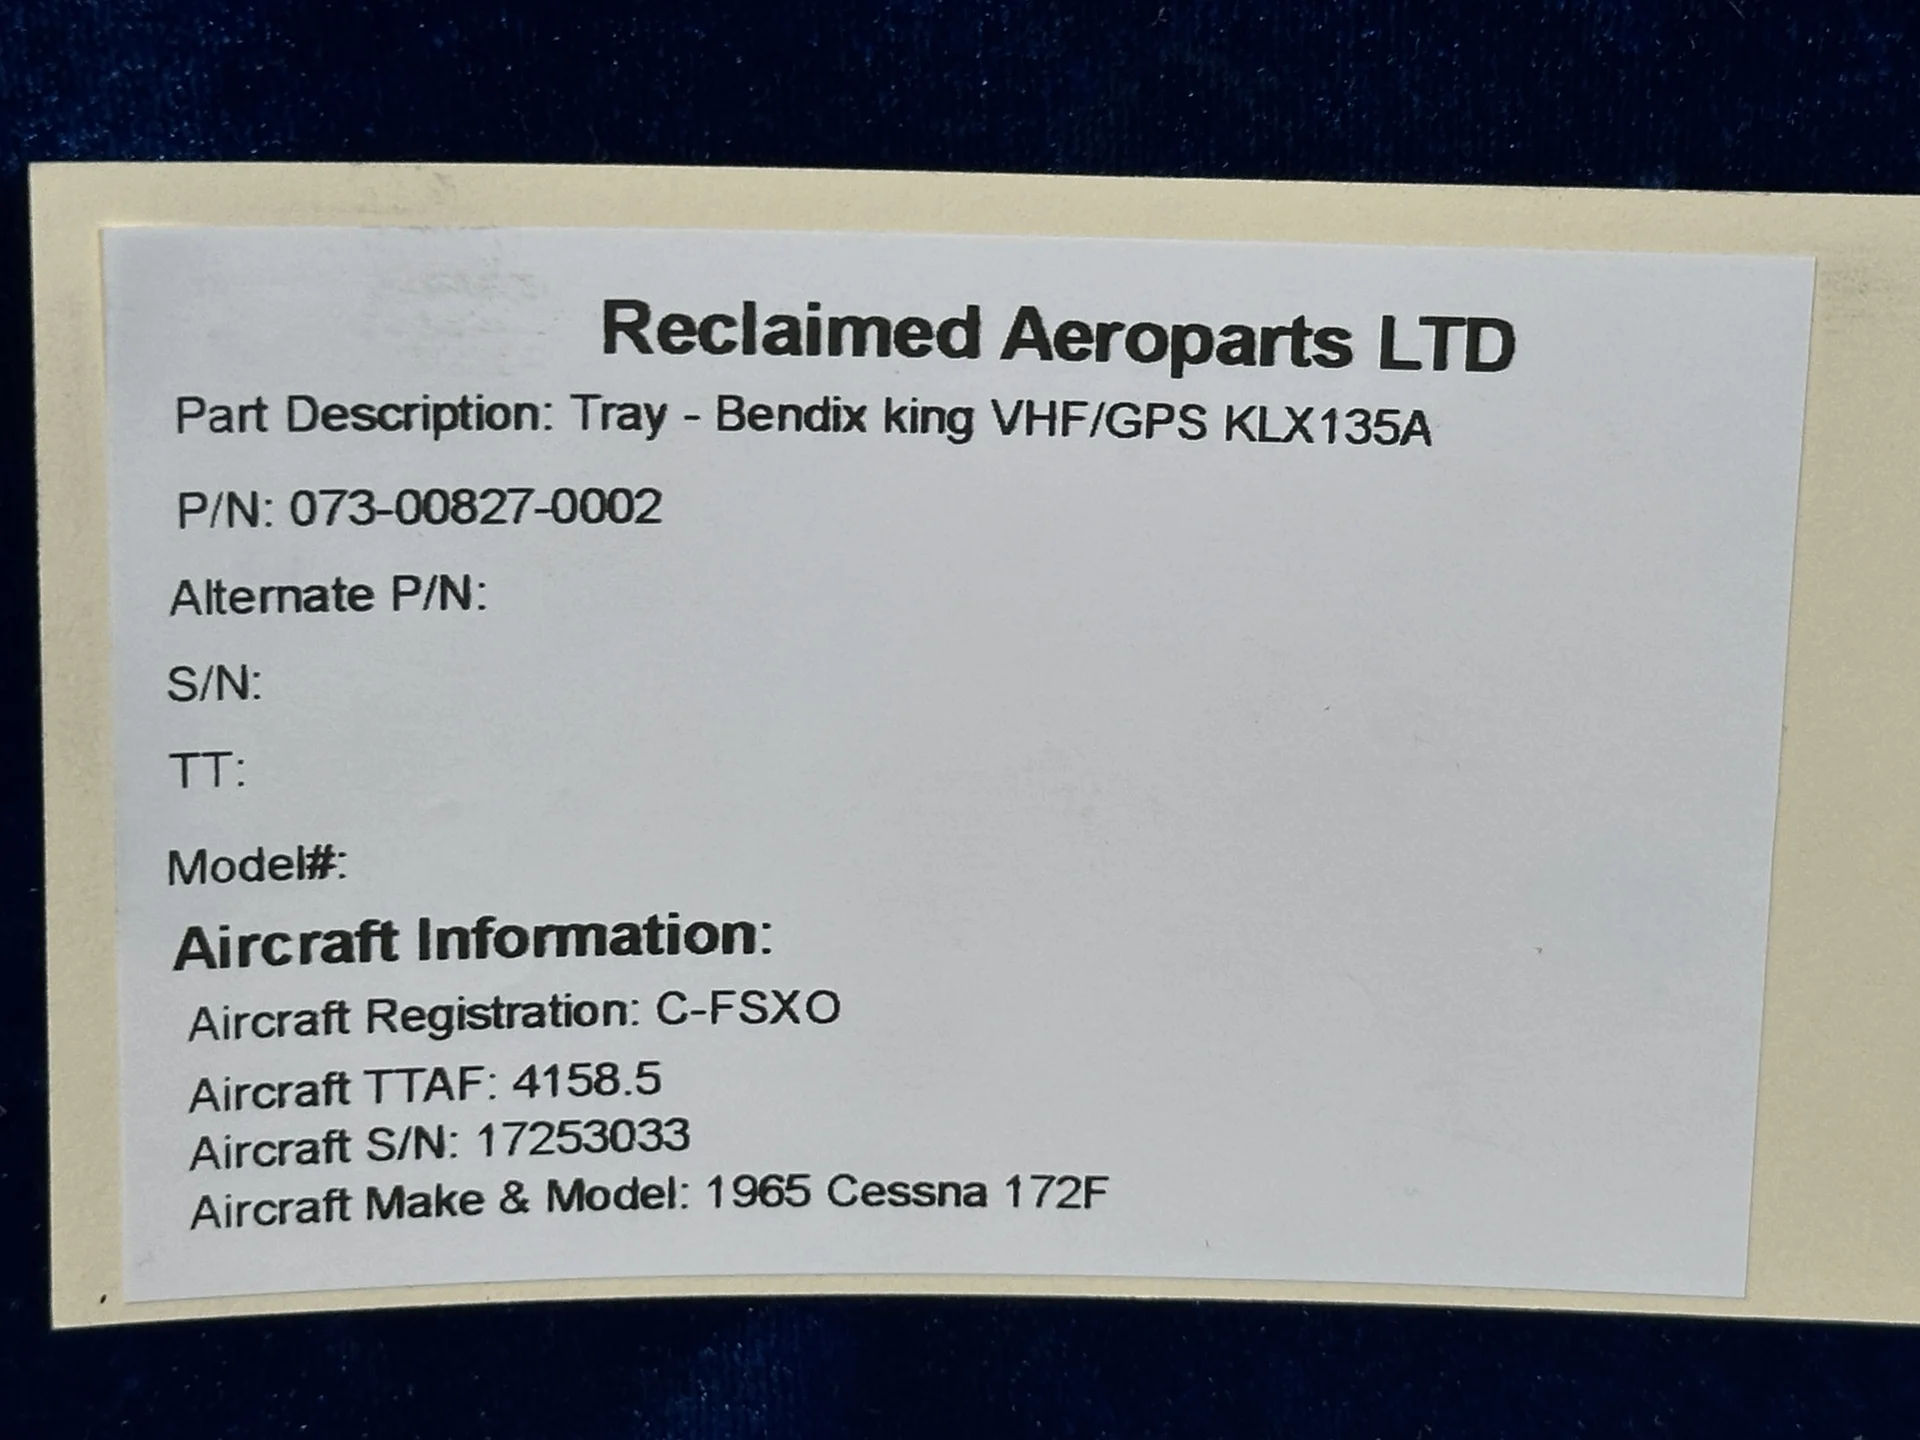 Reclaimed Aeroparts LTD
Part Description: Tray - Bendix king VHF/GPS KLX135A
P/N: 073-00827-0002
Alternate P/N:
S/N:
TT:
Model#:
Aircraft Information:
Aircraft Registration: C-FSXO
Aircraft TTAF: 4158.5
Aircraft S/N: 17253033
Aircraft Make & Model: 1965 Cessna 172F